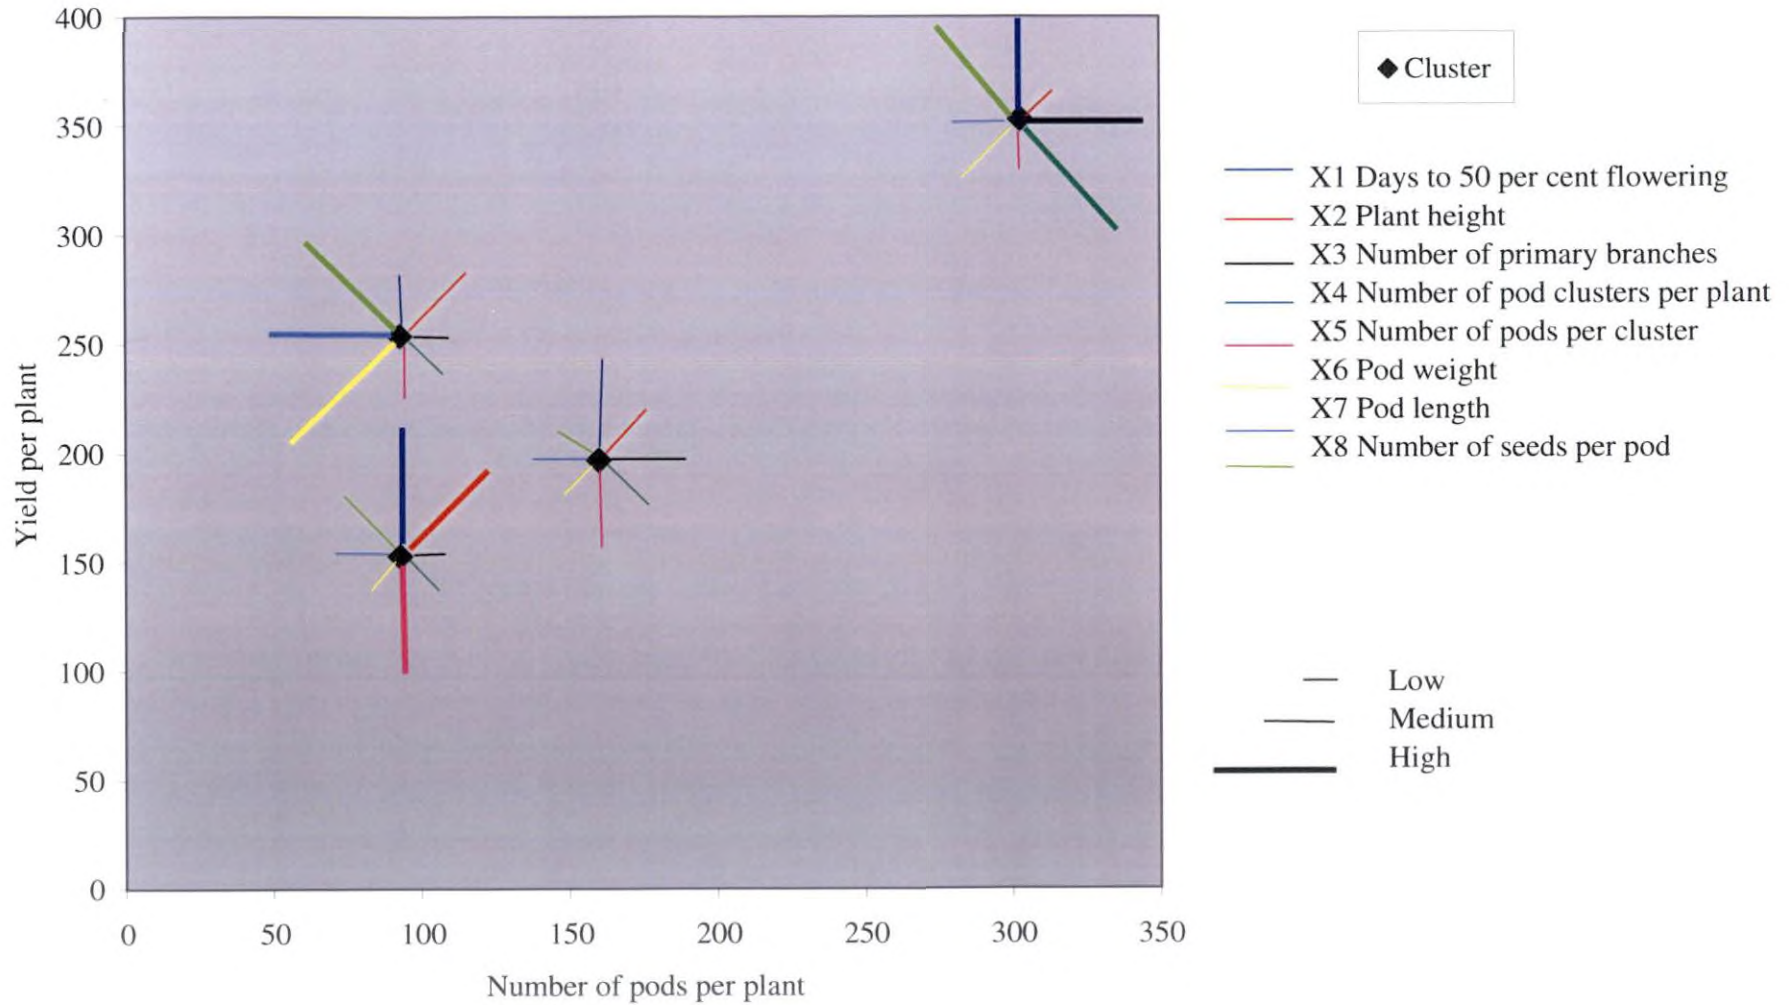 400
350
300
250
200
150
100
50
0
Yield per plant
0 50 100 150 200 250 300 350
Number of pods per plant
Cluster
X1 Days to 50 per cent flowering
X2 Plant height
X3 Number of primary branches
X4 Number of pod clusters per plant
X5 Number of pods per cluster
X6 Pod weight
X7 Pod length
X8 Number of seeds per pod
Low
Medium
High